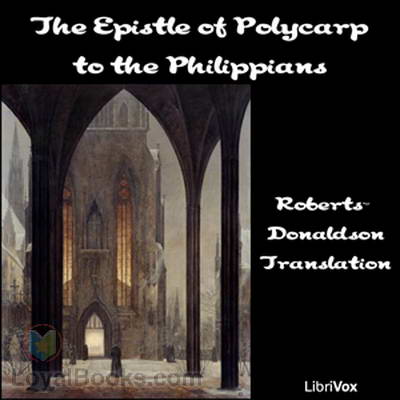 The Epistle of Polycarp
to the Philippians
Roberts-
Donaldson
Translation
LoyalBooks.com
LibriVox